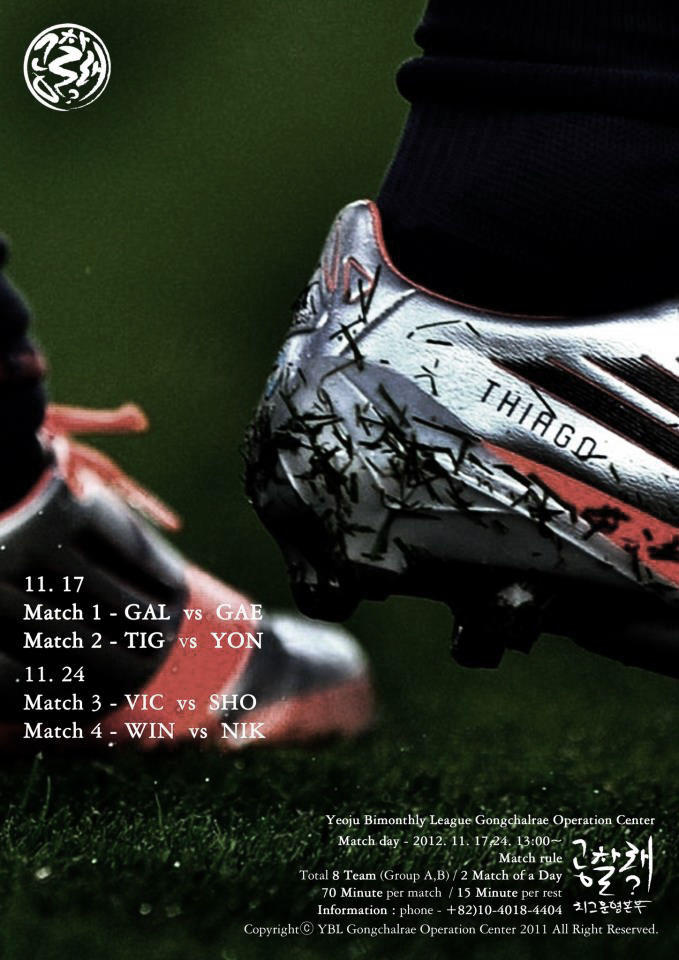 공찰래?
THIAGO
11. 17
Match 1 - GAL vs GAE
Match 2 - TIG vs YON
11. 24
Match 3 - VIC vs SHO
Match 4 - WIN vs NIK
Yeoju Bimonthly League Gongchalrae Operation Center
Match day - 2012. 11. 17,24. 13:00~
Match rule
Total 8 Team (Group A,B) / 2 Match of a Day
70 Minute per match / 15 Minute per rest
Information : phone - +82)10-4018-4404
공찰래?
리그운영본부
Copyrightⓒ YBL Gongchalrae Operation Center 2011 All Right Reserved.